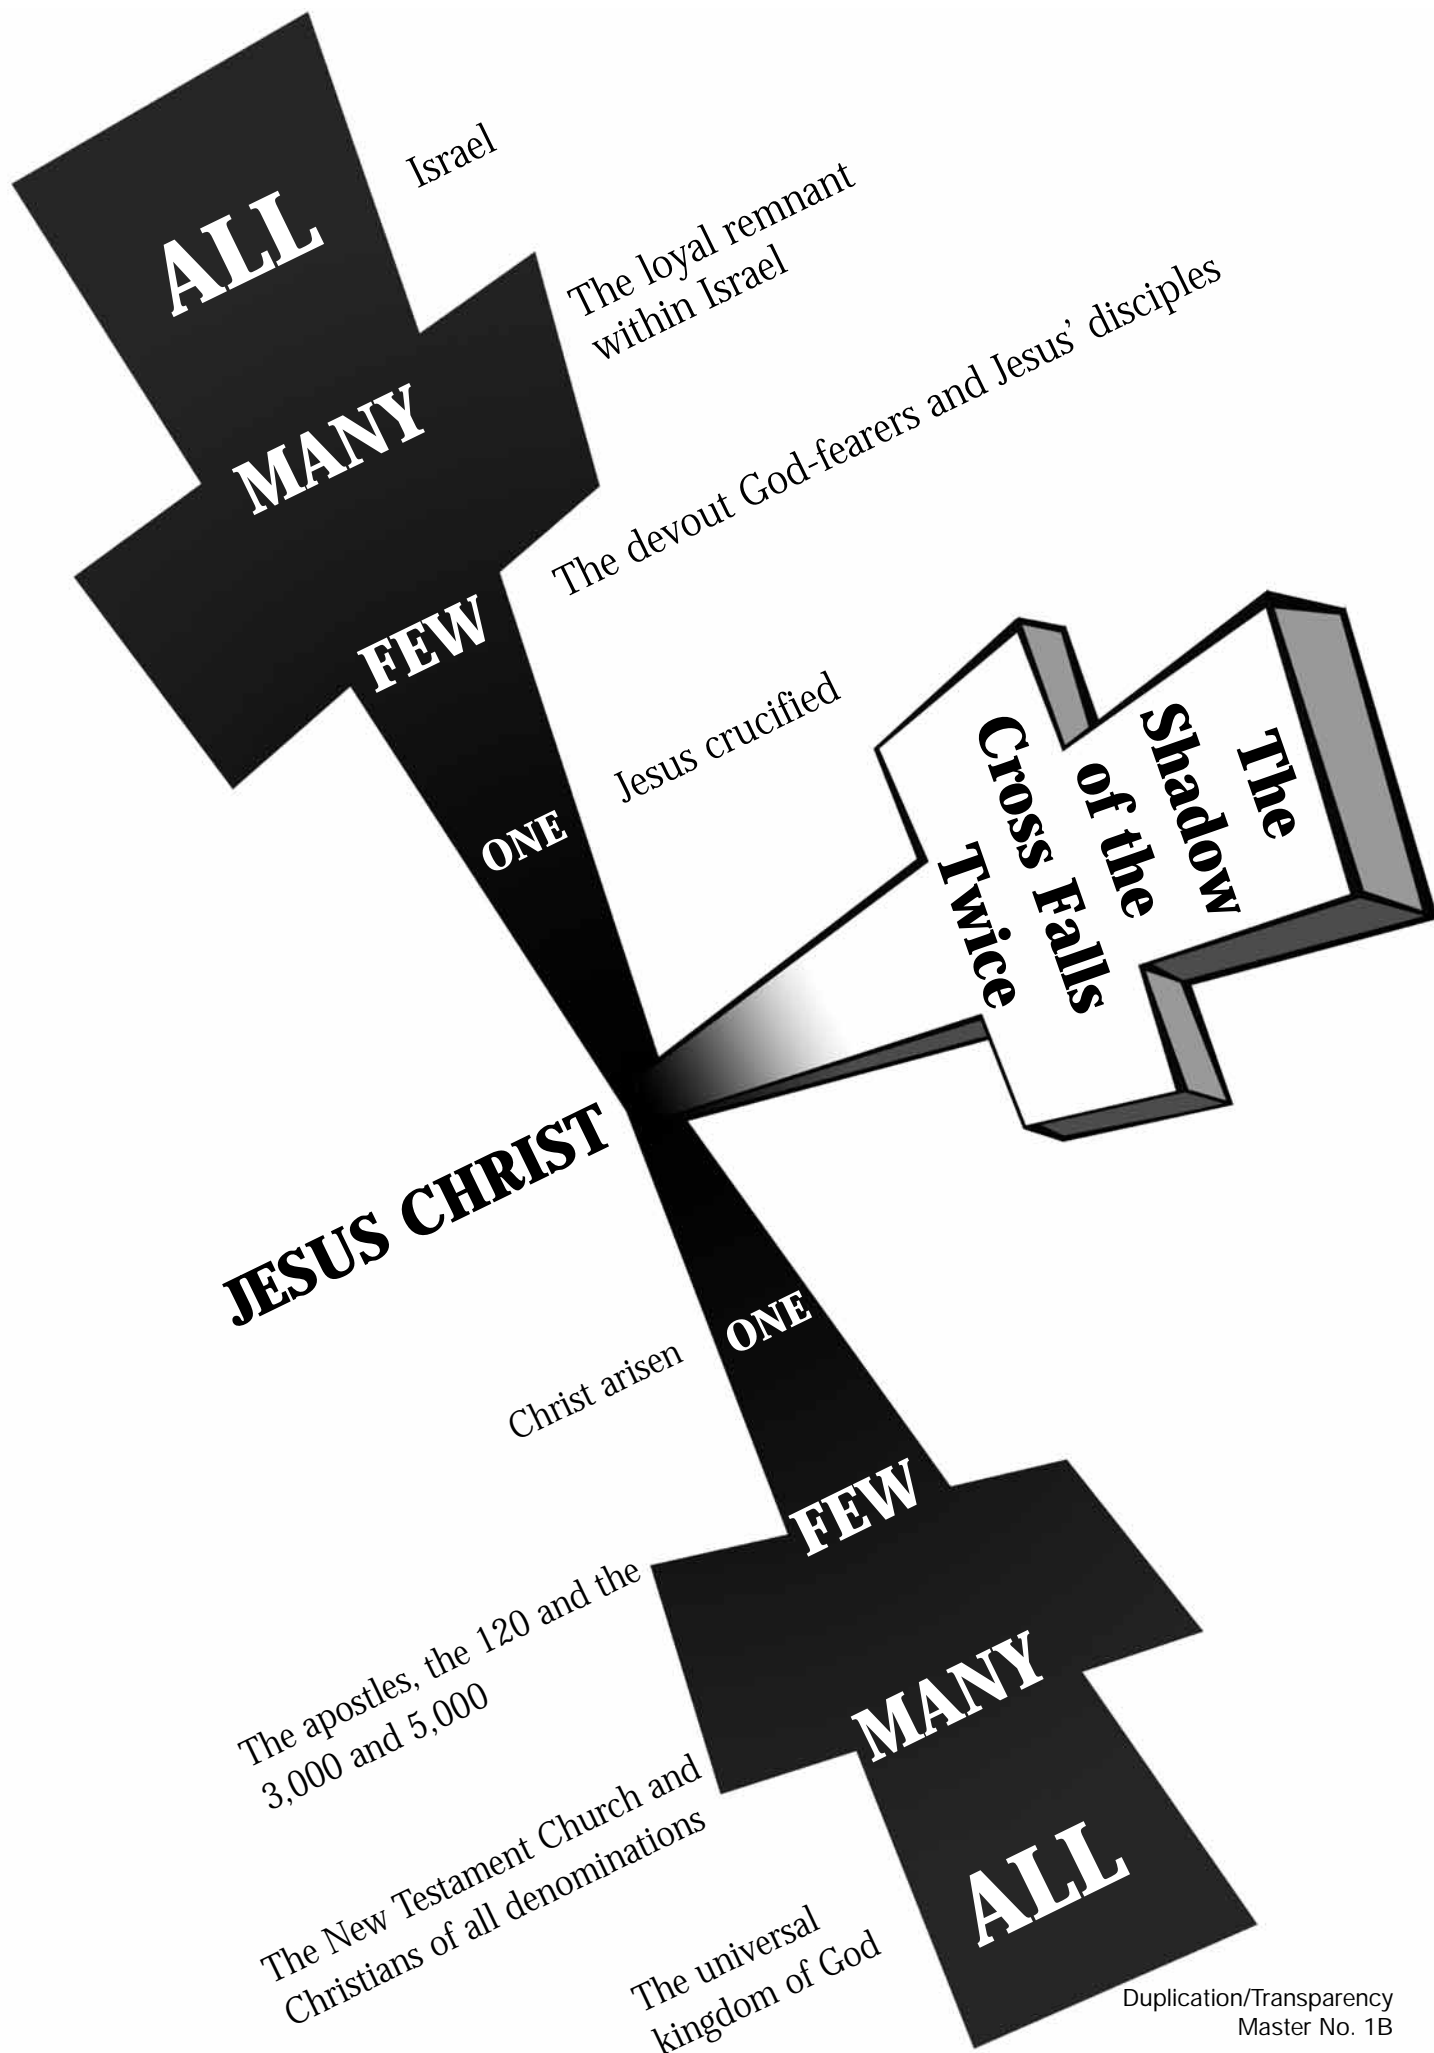 ALL
Israel
The loyal remnant
within Israel
MANY
The devout God-fearers and Jesus’ disciples
FEW
Jesus crucified
ONE
The
Shadow
of the
Cross Falls
Twice
JESUS CHRIST
ONE
Christ arisen
FEW
The apostles, the 120 and the
3,000 and 5,000
MANY
The New Testament Church and
Christians of all denominations
ALL
The universal
kingdom of God
Duplication/Transparency
Master No. 1B